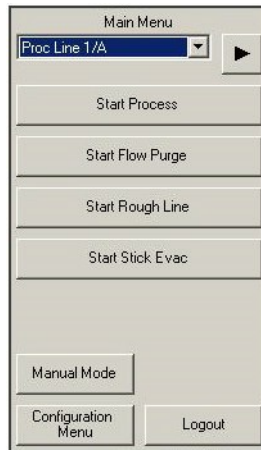 Main Menu
Proc Line 1/A
Start Process
Start Flow Purge
Start Rough Line
Start Stick Evac
Manual Mode
Configuration
Menu
Logout